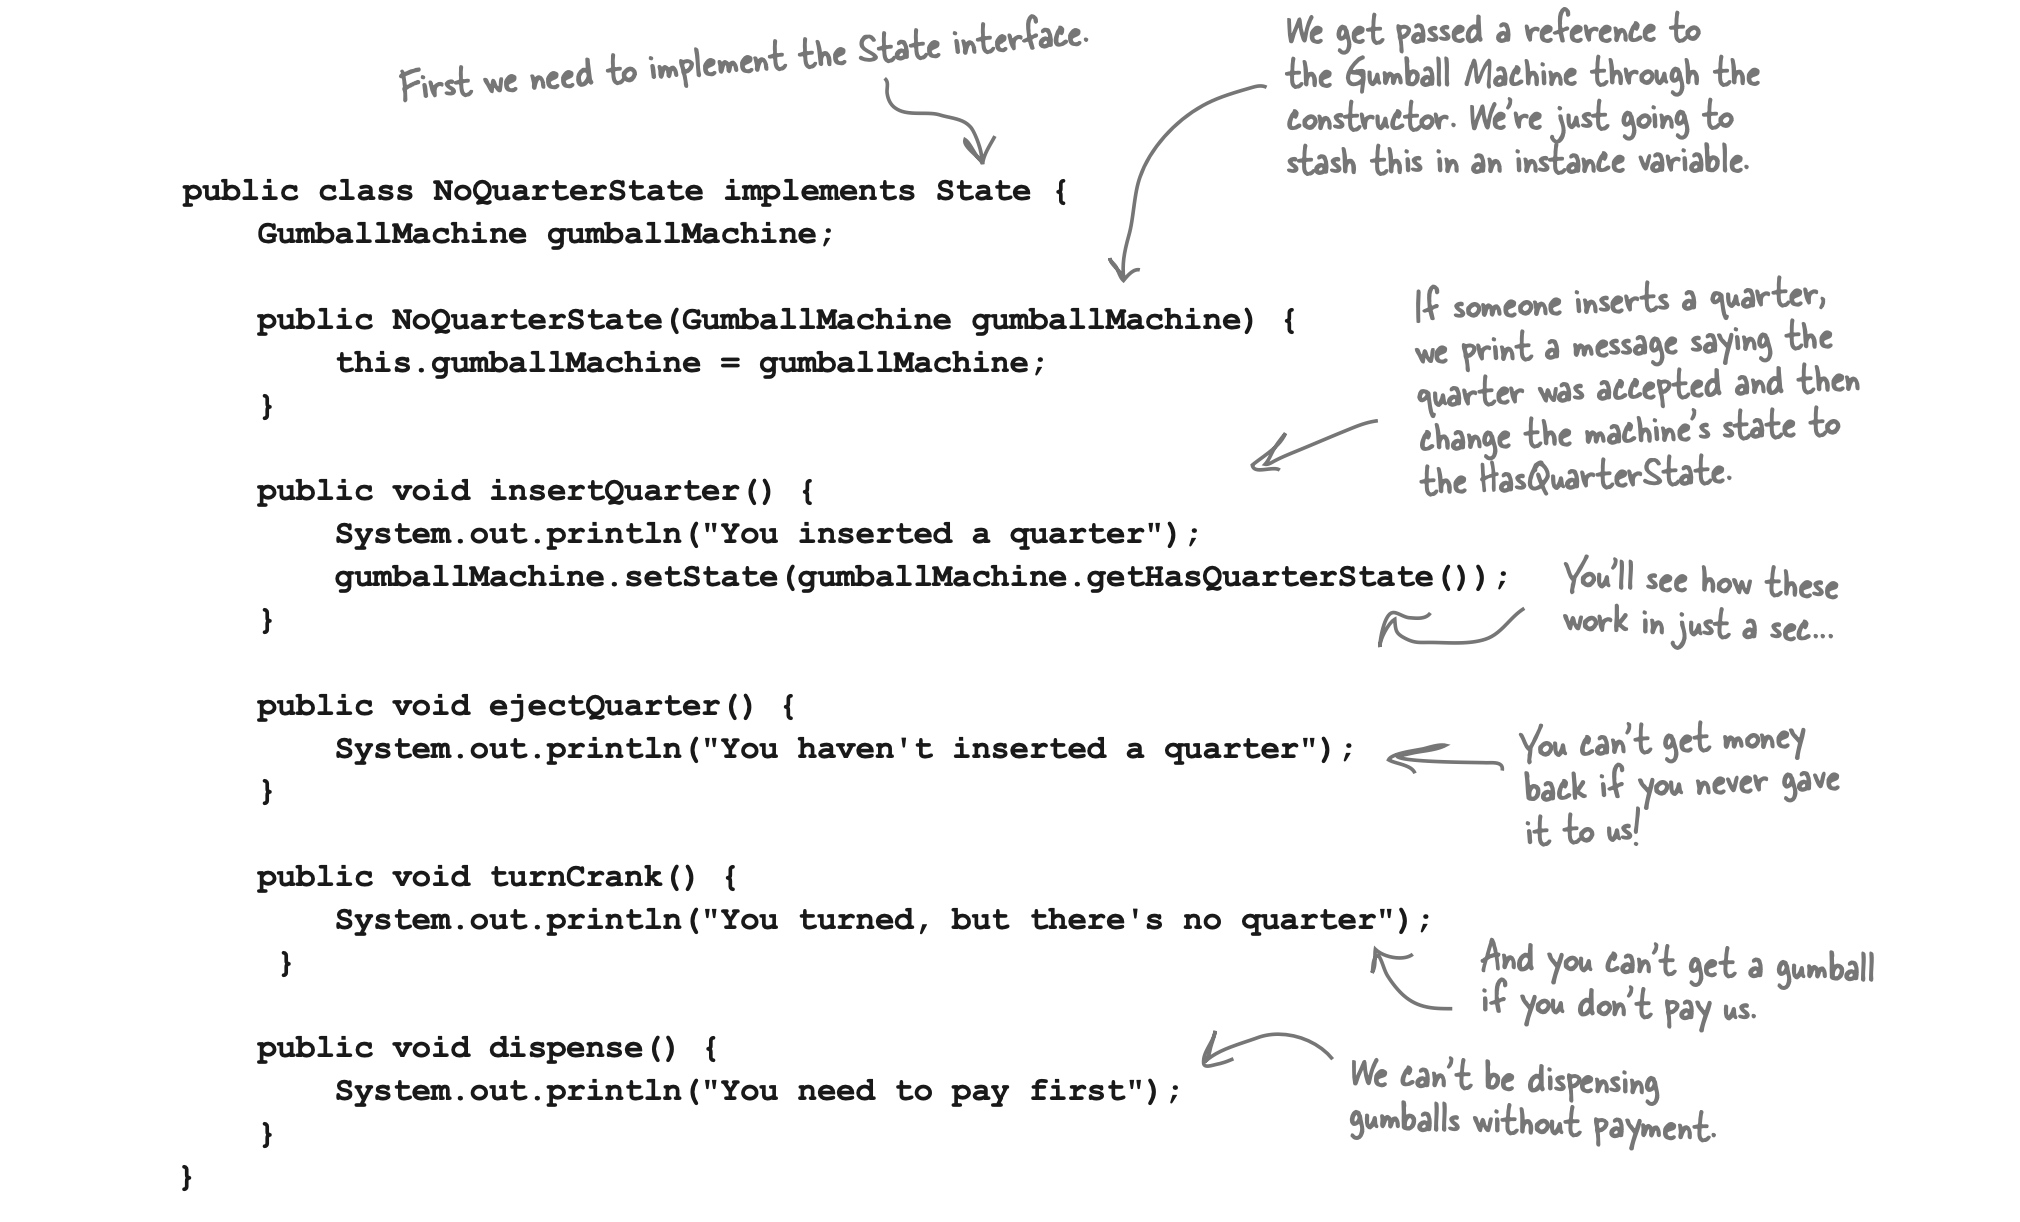 First we need to implement the State interface.
We get passed a reference to
the Gumball Machine through the
constructor. We're just going to
stash this in an instance variable.
public class NoQuarterState implements State {
    GumballMachine gumballMachine;
    public NoQuarterState(GumballMachine gumballMachine) {
        this.gumballMachine = gumballMachine;
    }
If someone inserts a quarter,
we print a message saying the
quarter was accepted and then
change the machine's state to
the HasQuarterState.
    public void insertQuarter() {
        System.out.println("You inserted a quarter");
        gumballMachine.setState(gumballMachine.getHasQuarterState());
    }
You'll see how these
work in just a sec...
    public void ejectQuarter() {
        System.out.println("You haven't inserted a quarter");
    }
You can't get money
back if you never gave
it to us!
    public void turnCrank() {
        System.out.println("You turned, but there's no quarter");
     }
And you can't get a gumball
if you don't pay us.
    public void dispense() {
        System.out.println("You need to pay first");
    }
We can't be dispensing
gumballs without payment.
}